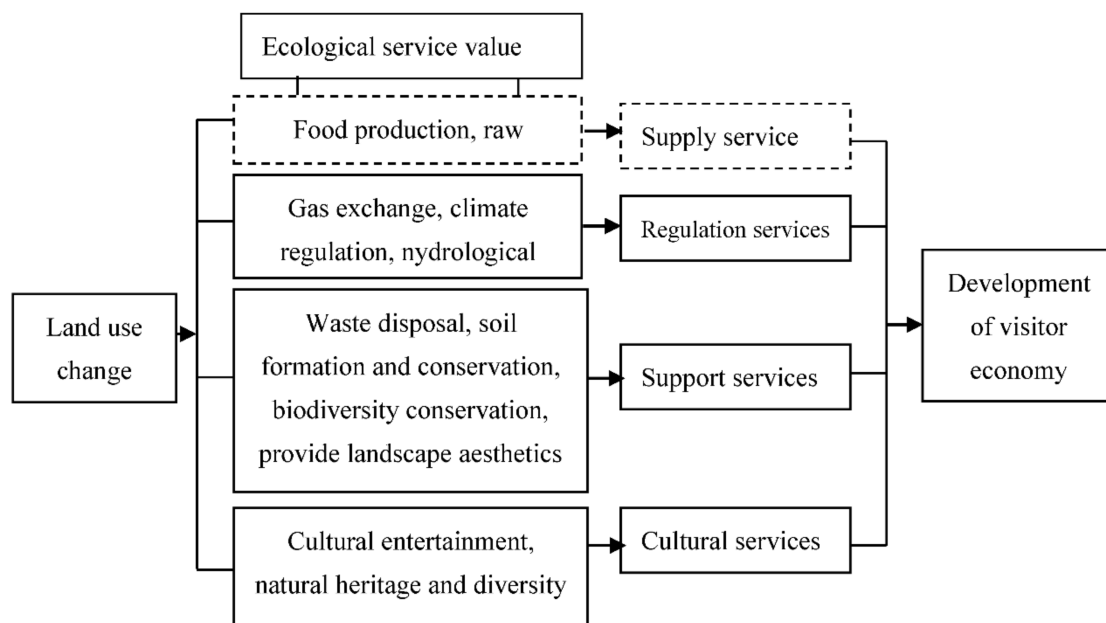 Ecological service value
Food production, raw
Supply service
Gas exchange, climate
regulation, nydrological
Regulation services
Land use
change
Waste disposal, soil
formation and conservation,
biodiversity conservation,
provide landscape aesthetics
Support services
Development
of visitor
economy
Cultural entertainment,
natural heritage and diversity
Cultural services